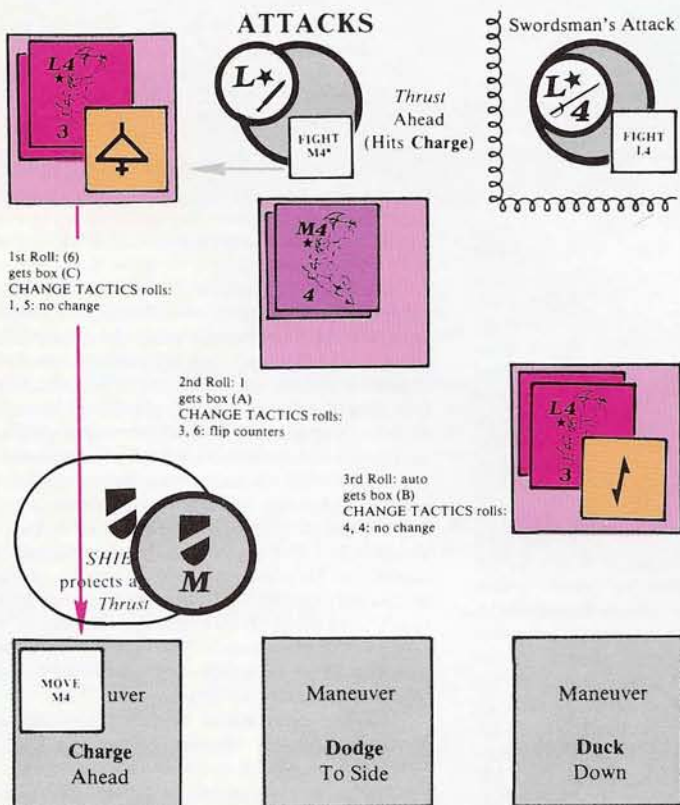 ATTACKS
Swordsman's Attack
L4
3
L
FIGHT
M4*
Thrust
Ahead
(Hits Charge)
L
4
FIGHT
L4
1st Roll: (6)
gets box (C)
CHANGE TACTICS rolls:
1, 5: no change
M4
4
2nd Roll: 1
gets box (A)
CHANGE TACTICS rolls:
3, 6: flip counters
L4
3
3rd Roll: auto
gets box (B)
CHANGE TACTICS rolls:
4, 4: no change
SHIE
protects ag
Thrust
M
MOVE
M4
uver
Charge
Ahead
Maneuver
Dodge
To Side
Maneuver
Duck
Down